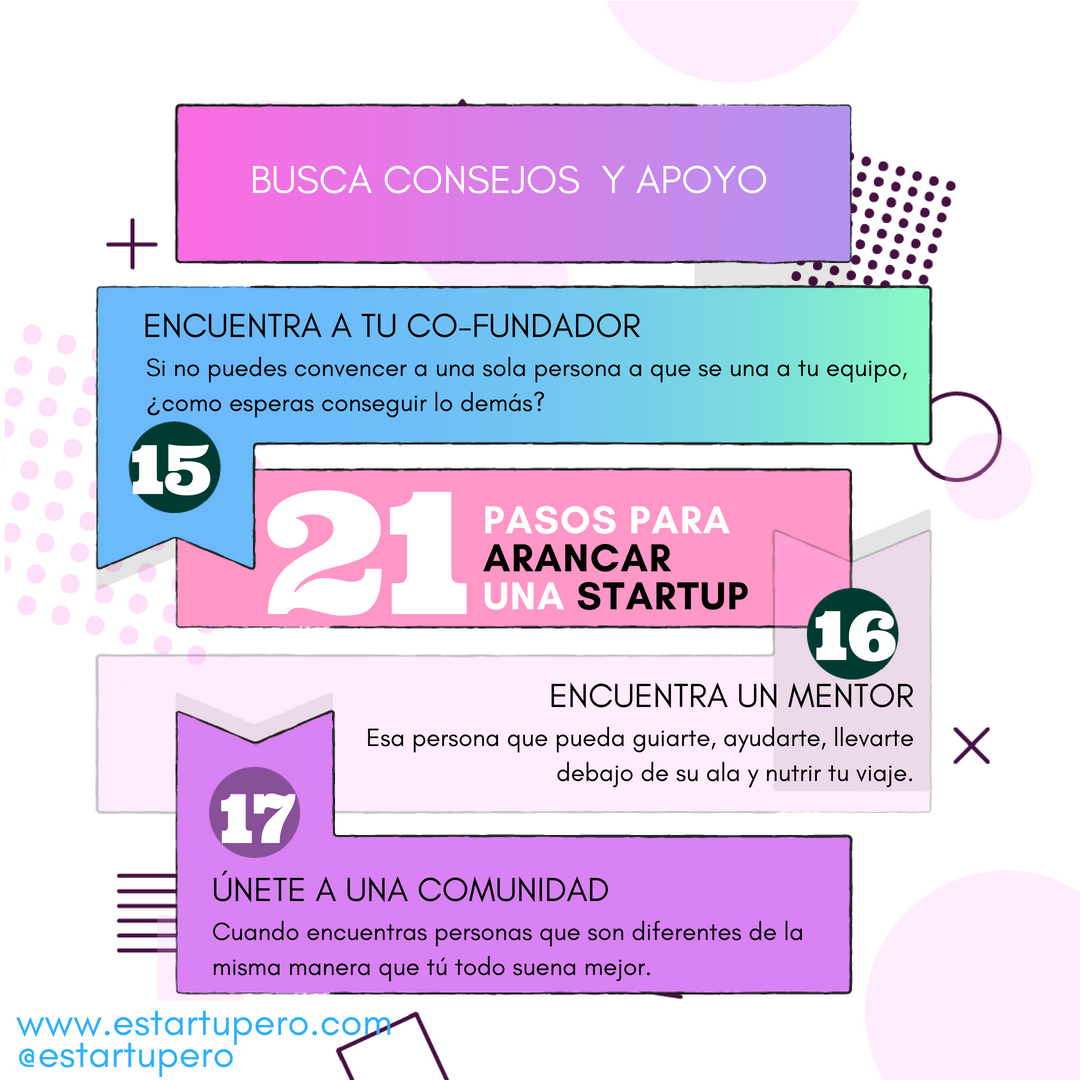 BUSCA CONSEJOS Y APOYO
ENCUENTRA A TU CO-FUNDADOR
Si no puedes convencer a una sola persona a que se una a tu equipo,
¿como esperas conseguir lo demás?
15
21
PASOS PARA
ARANCAR
UNA STARTUP
16
ENCUENTRA UN MENTOR
Esa persona que pueda guiarte, ayudarte, llevarte
debajo de su ala y nutrir tu viaje.
17
ÚNETE A UNA COMUNIDAD
Cuando encuentras personas que son diferentes de la
misma manera que tú todo suena mejor.
www.estartupero.com
@estartupero